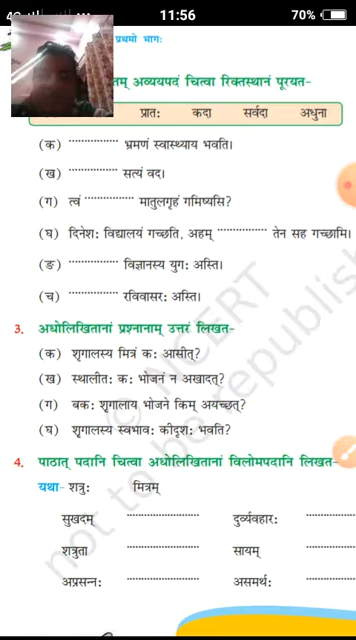 11:56 70%
प्रथमो भागः
अव्ययपदं चित्वा रिक्तस्थानं पूरयत-
प्रातः कदा सर्वदा अधुना
(क) ............... भ्रमणं स्वास्थ्याय भवति।
(ख) ............... सत्यं वद।
(ग) त्वं ............... मातुलगृहं गमिष्यसि?
(घ) दिनेशः विद्यालयं गच्छति, अहम् ............... तेन सह गच्छामि।
(ङ) ............... विज्ञानस्य युगः अस्ति।
(च) ............... रविवासरः अस्ति।
3. अधोलिखितानां प्रश्नानाम् उत्तरं लिखत-
(क) शृगालस्य मित्रं कः आसीत्?
(ख) स्थालीतः कः भोजनं न अखादत्?
(ग) बकः शृगालाय भोजने किम् अयच्छत्?
(घ) शृगालस्य स्वभावः कीदृशः भवति?
4. पाठात् पदानि चित्वा अधोलिखितानां विलोमपदानि लिखत-
यथा- शत्रुः मित्रम्
सुखदम् ............... दुर्व्यवहारः ...............
शत्रुता ............... सायम् ...............
अप्रसन्नः ............... असमर्थः ...............
© NCERT
not to be republish